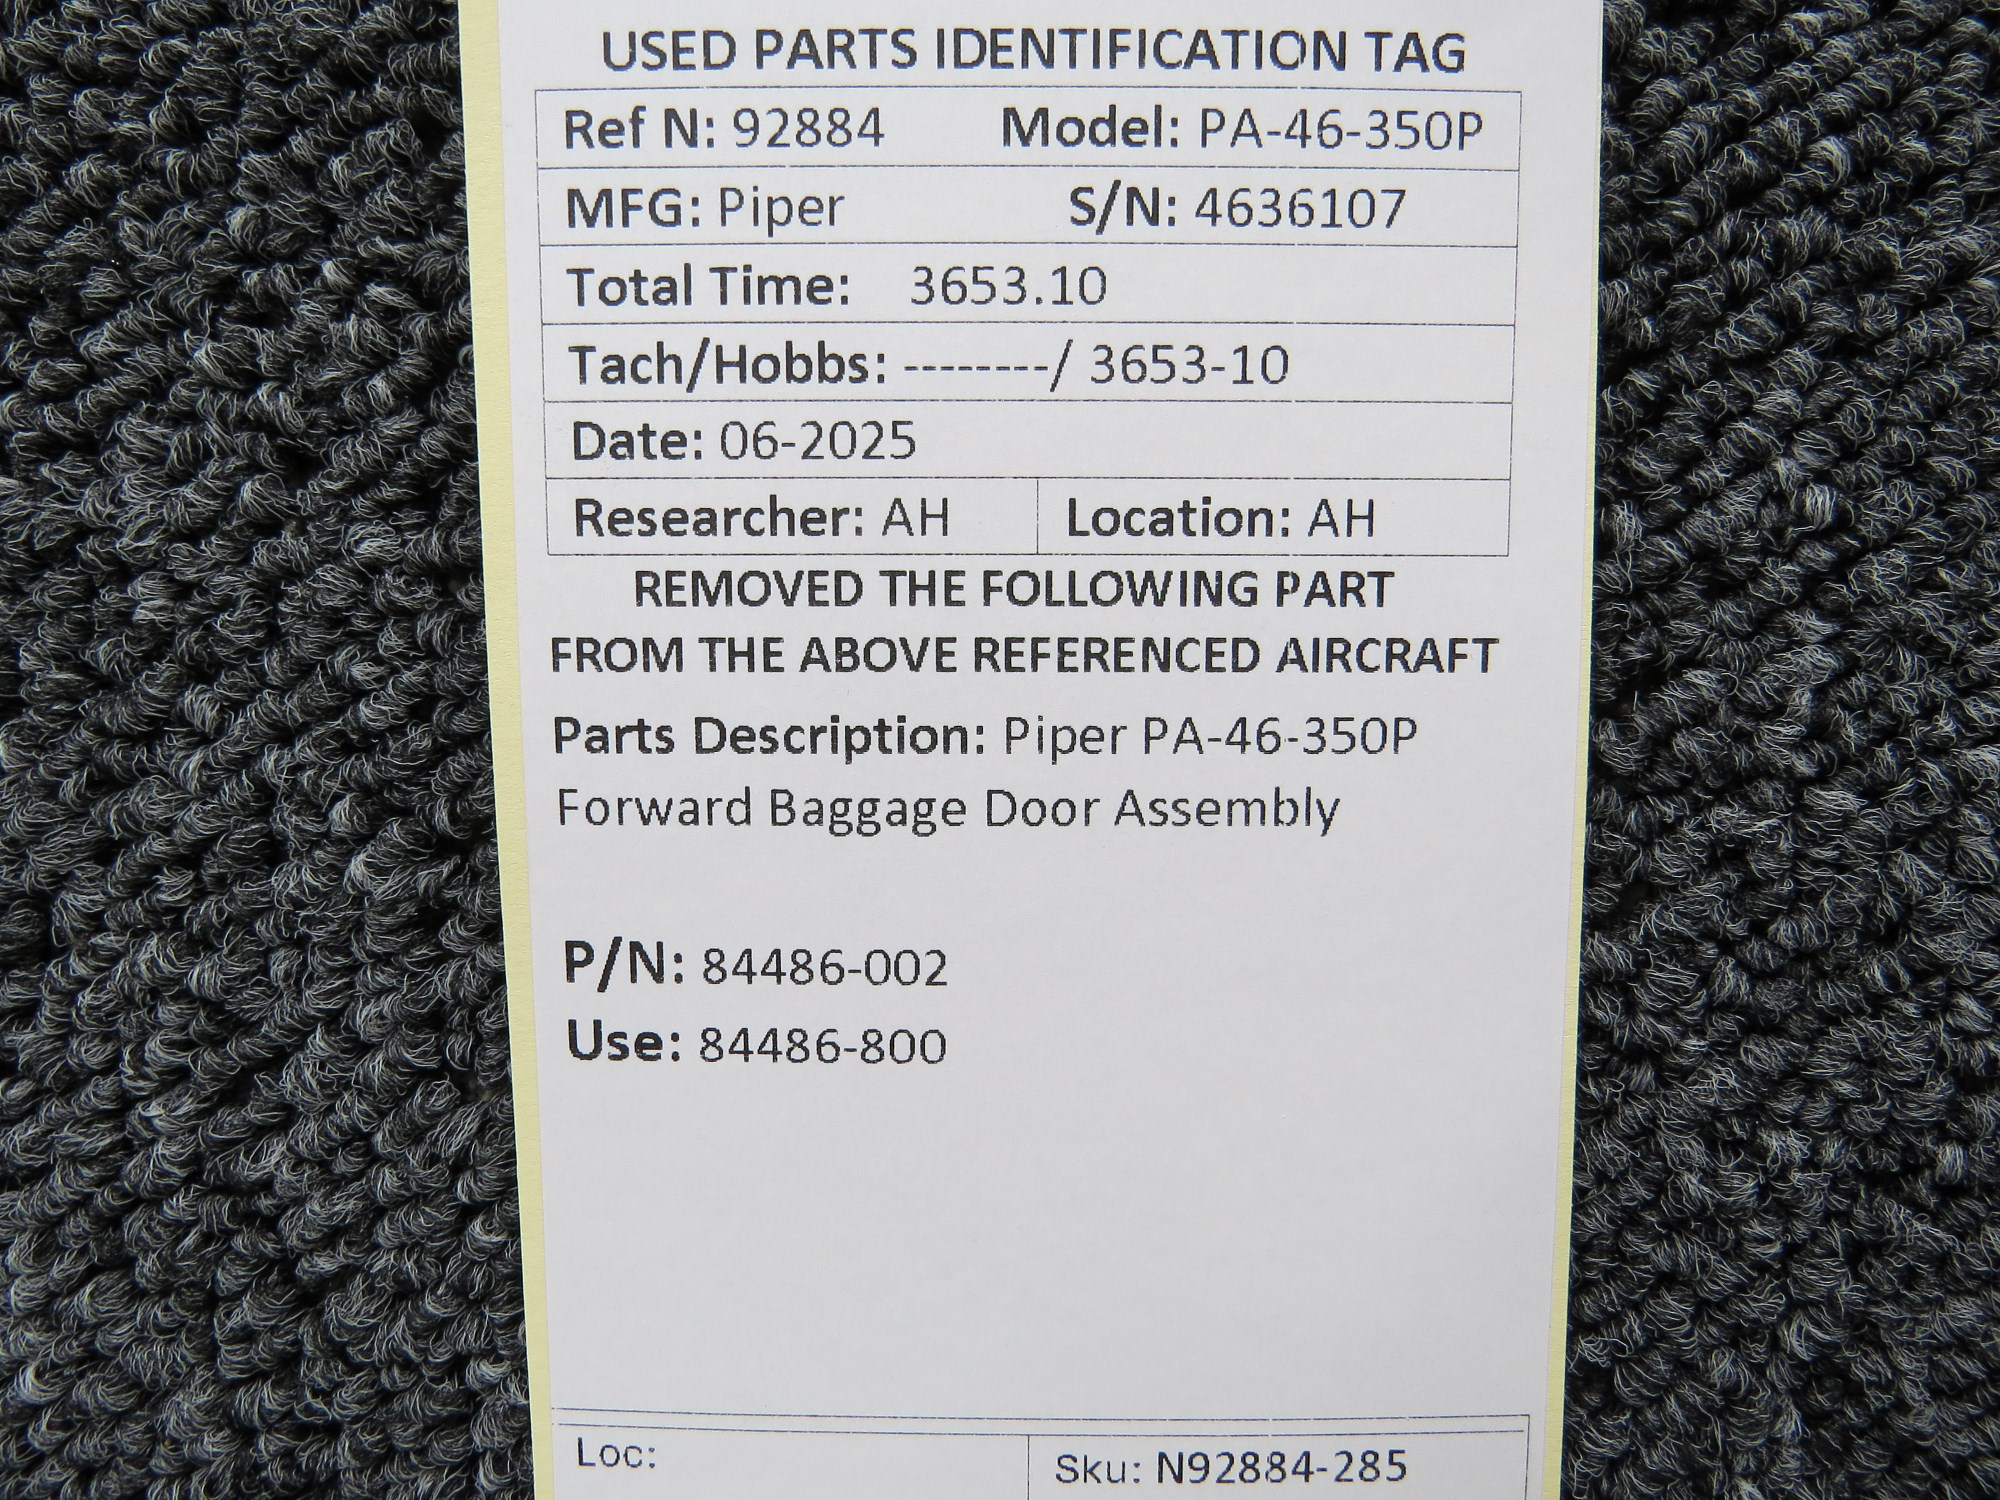 USED PARTS IDENTIFICATION TAG
Ref N: 92884 Model: PA-46-350P
MFG: Piper S/N: 4636107
Total Time: 3653.10
Tach/Hobbs: --------/ 3653-10
Date: 06-2025
Researcher: AH Location: AH
REMOVED THE FOLLOWING PART
FROM THE ABOVE REFERENCED AIRCRAFT
Parts Description: Piper PA-46-350P
Forward Baggage Door Assembly
P/N: 84486-002
Use: 84486-800
Loc: Sku: N92884-285